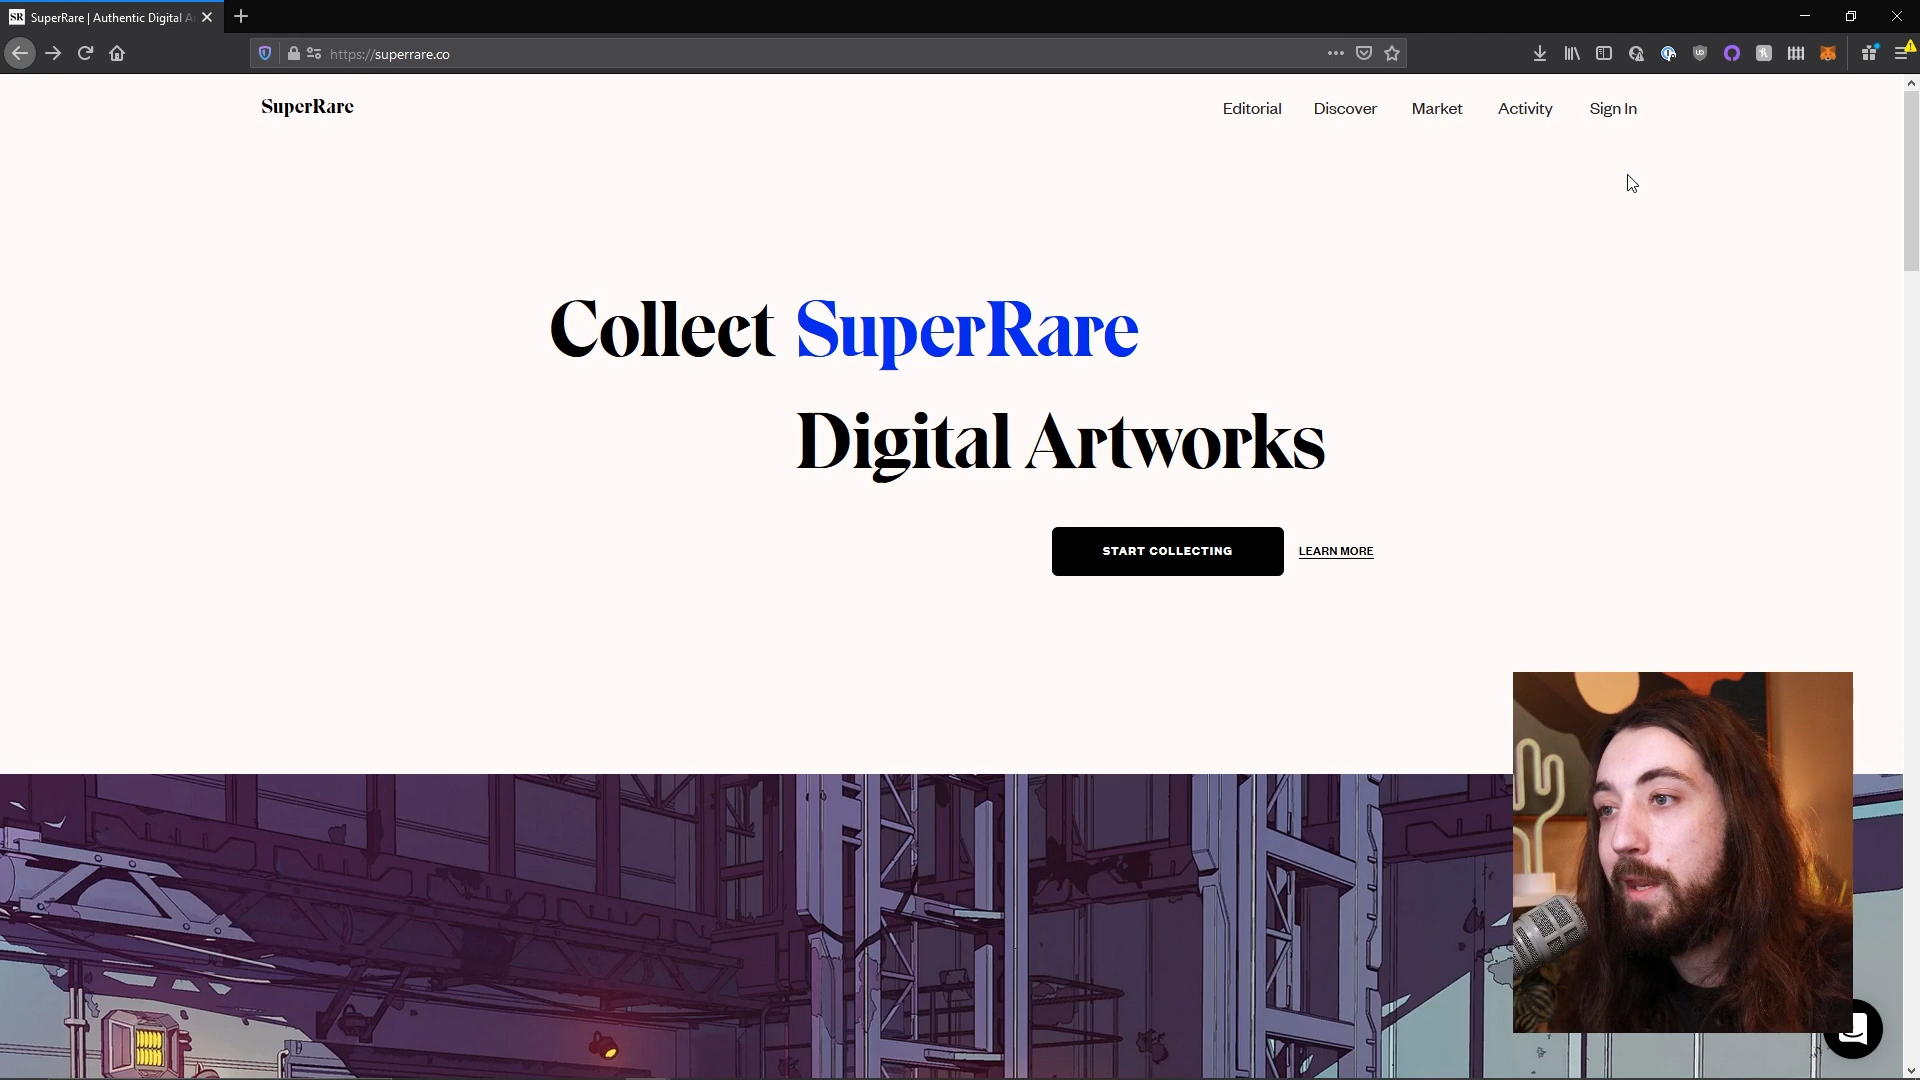 SR SuperRare | Authentic Digital A
https://superrare.co
SuperRare
Editorial Discover Market Activity Sign In
Collect SuperRare
Digital Artworks
START COLLECTING LEARN MORE